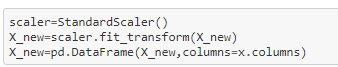 scaler=StandardScaler()
X_new=scaler.fit_transform(X_new)
X_new=pd.DataFrame(X_new,columns=x.columns)